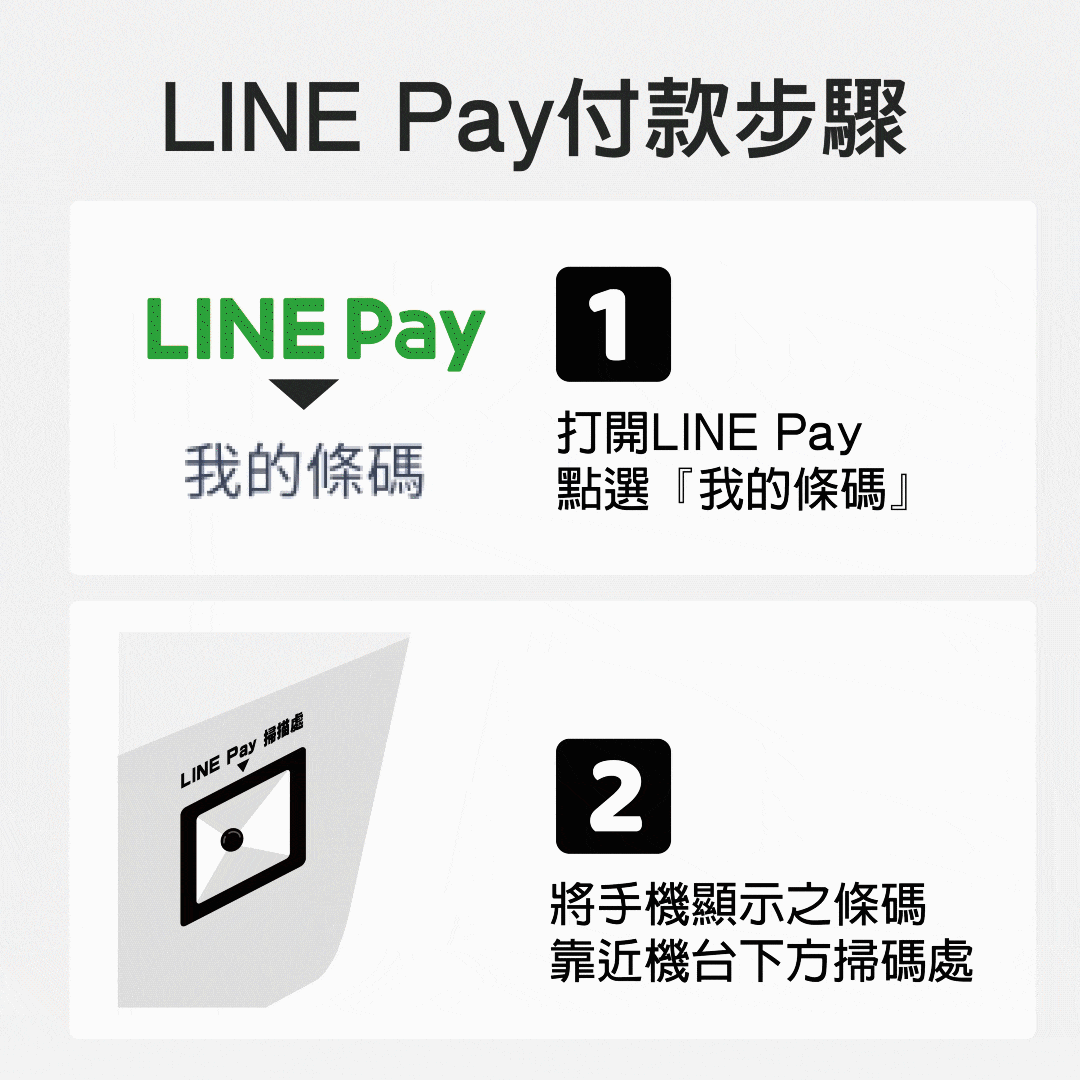 LINE Pay付款步驟
LINE Pay
我的條碼
1
打開LINE Pay
點選『我的條碼』
LINE Pay 掃描處
2
將手機顯示之條碼
靠近機台下方掃碼處